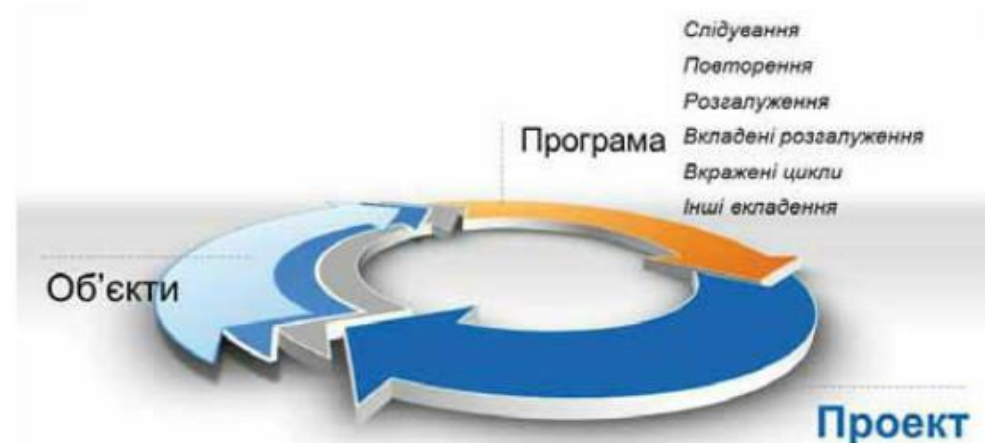 Слідування
Повторення
Розгалуження
Програма
Вкладені розгалуження
Вкражені цикли
Інші вкладення
Об'єкти
Проект